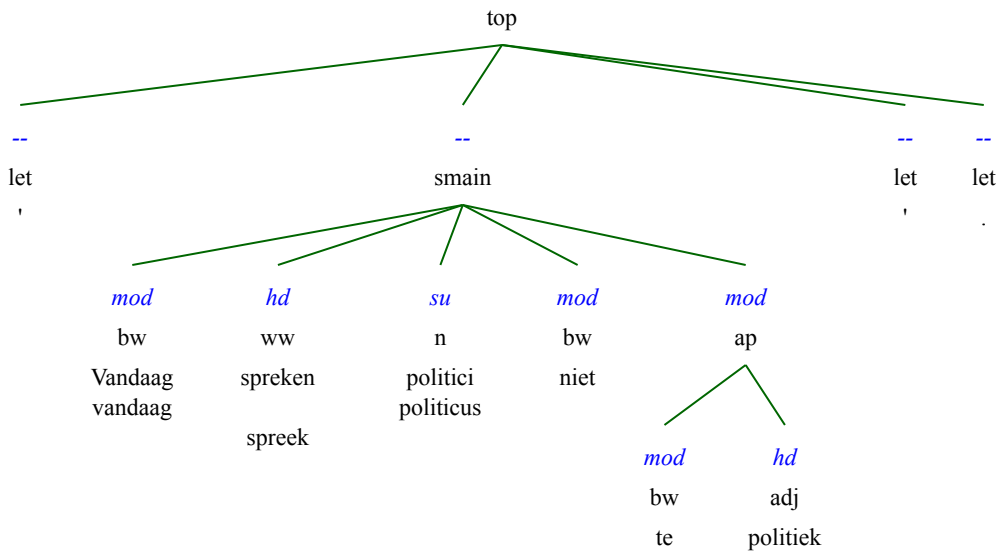 top
-- -- -- --
let smain let let
' ' .
mod hd su mod mod
bw ww n bw ap
Vandaag spreken politici niet
vandaag politicus
spreek
mod hd
bw adj
te politiek